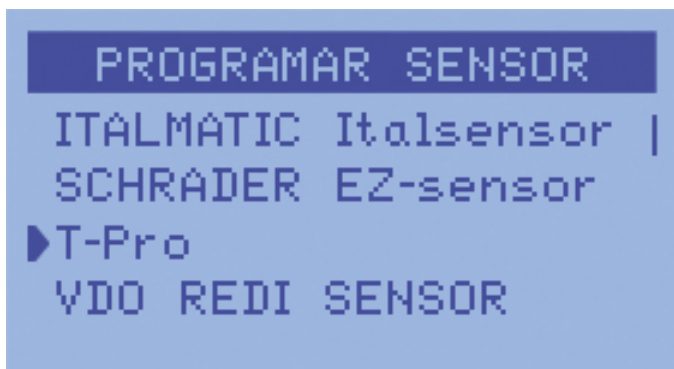 PROGRAMAR SENSOR
ITALMATIC Italsensor
SCHRADER EZ-sensor
T-Pro
VDO REDI SENSOR